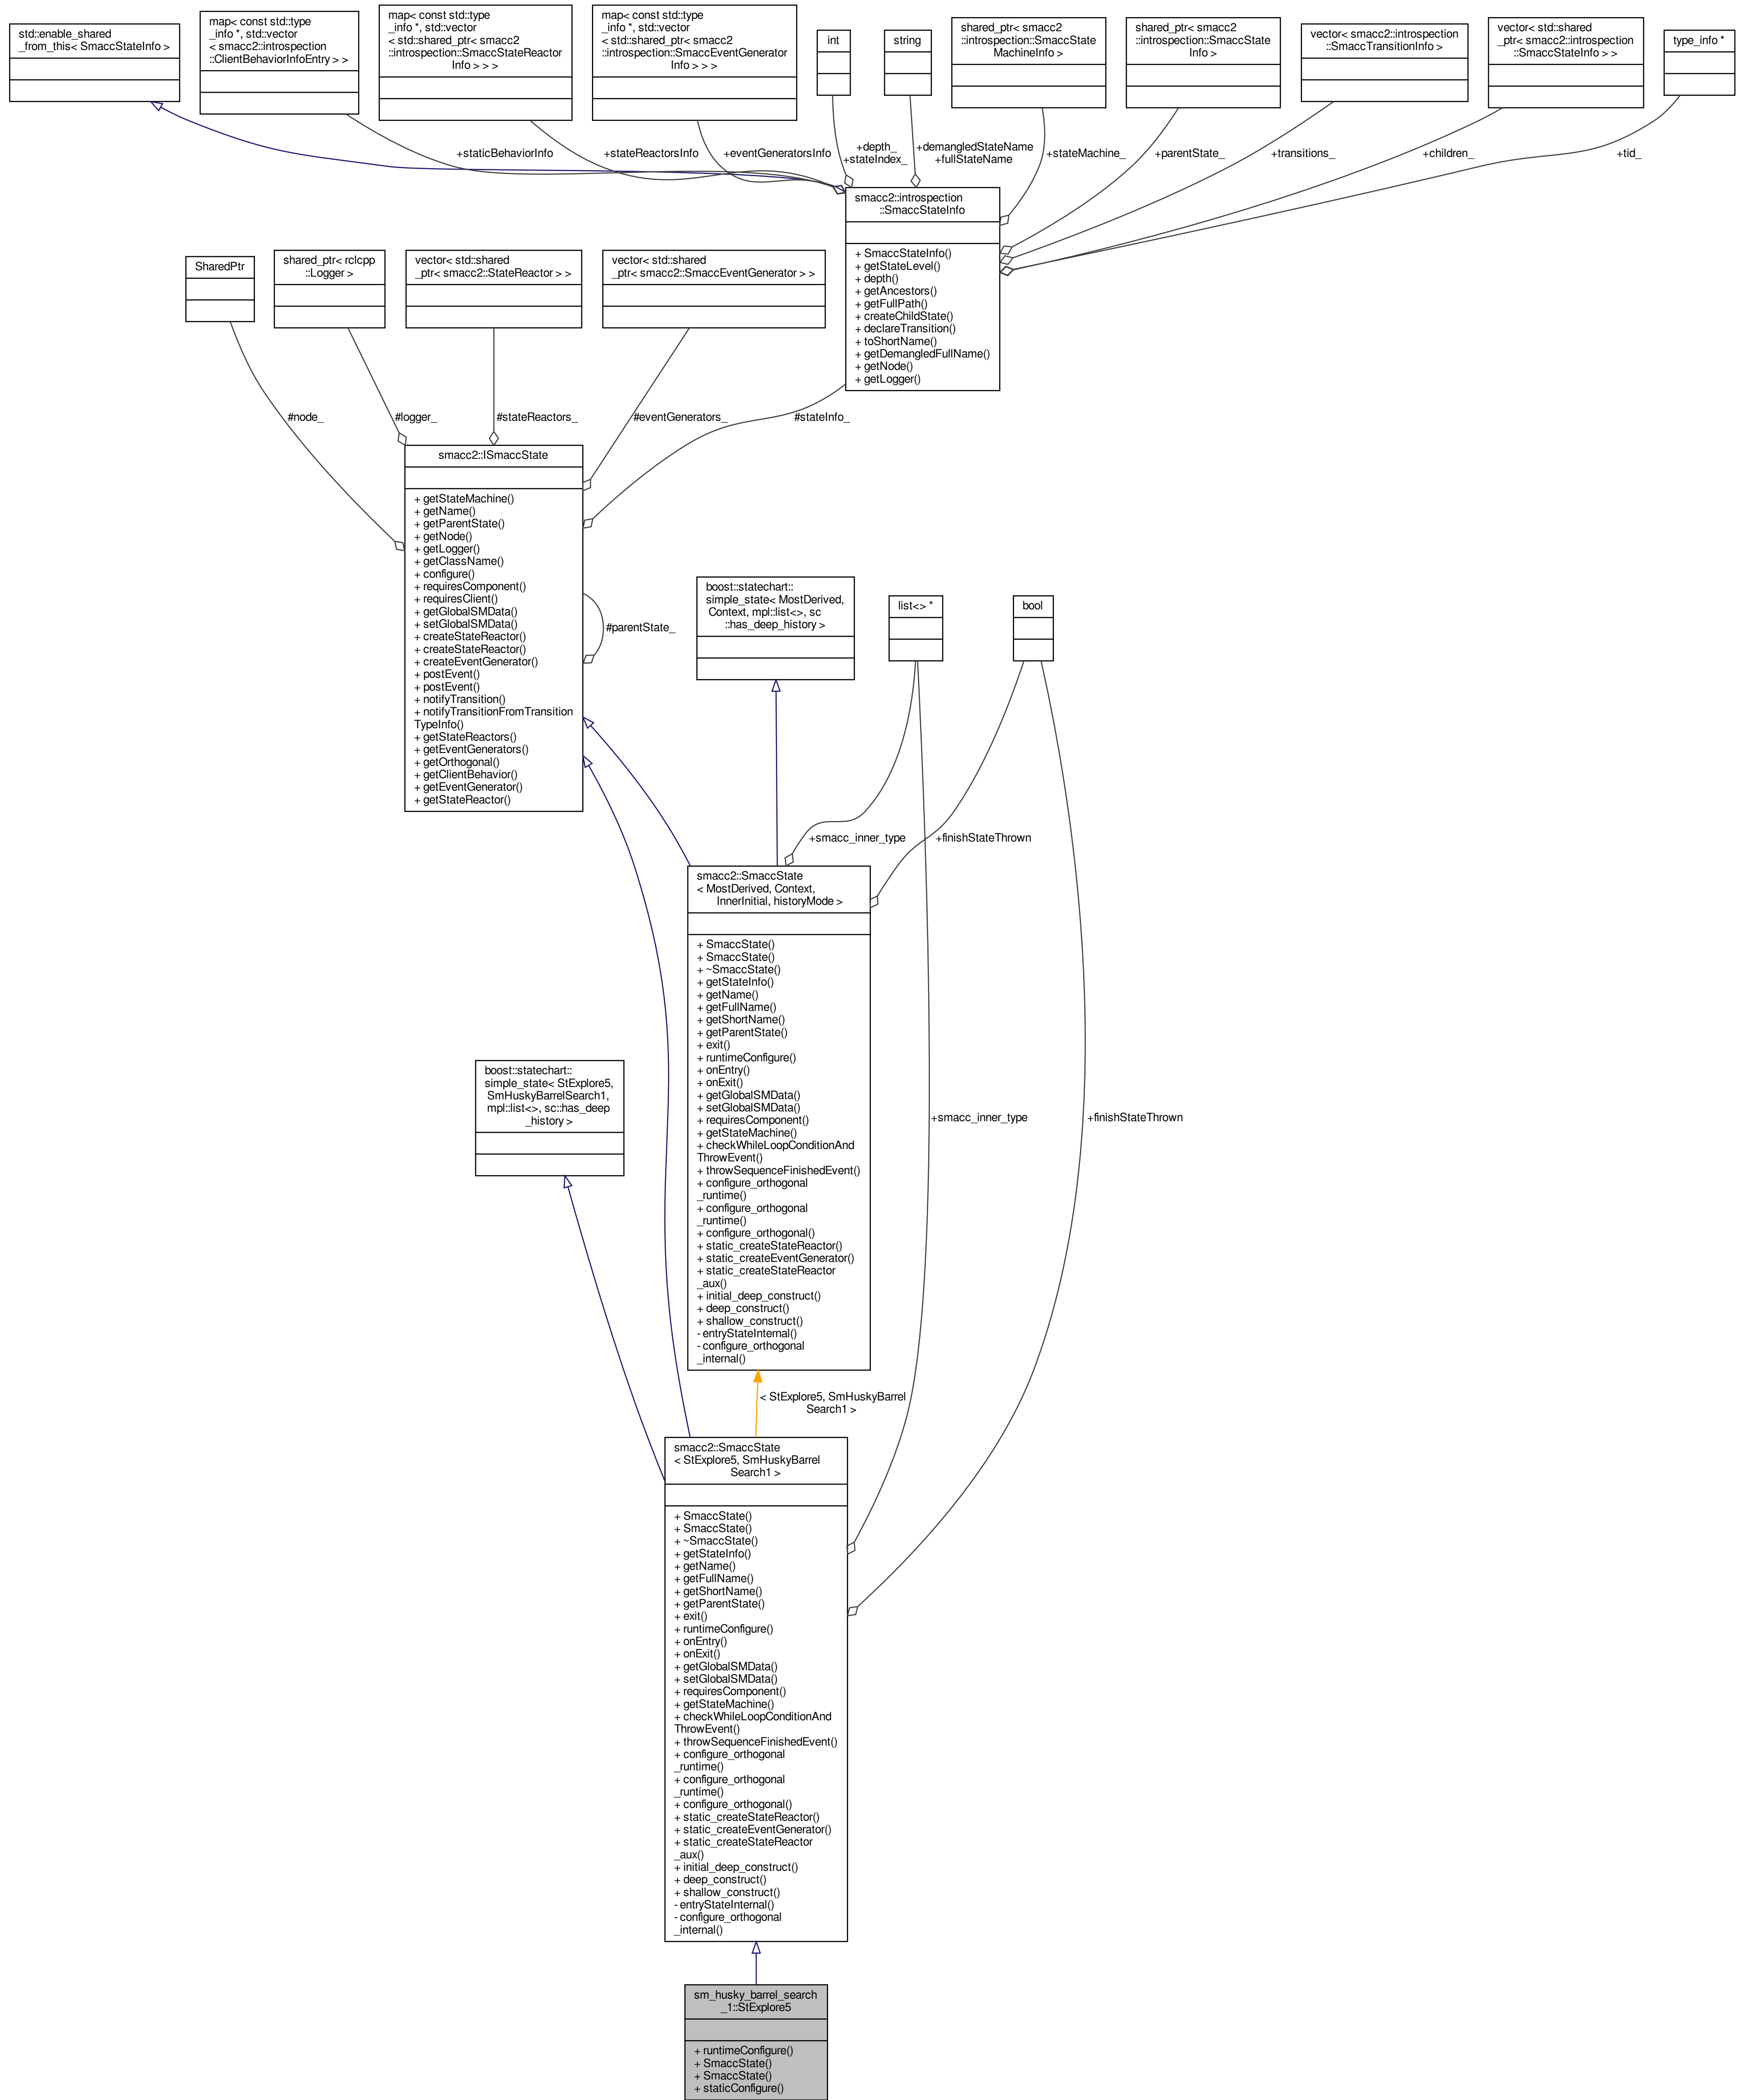 std::enable_shared
_from_this< SmaccStateInfo >
map< const std::type
_info *, std::vector
< smacc2::introspection
::ClientBehaviorInfoEntry > >
map< const std::type
_info *, std::vector
< std::shared_ptr< smacc2
::introspection::SmaccStateReactor
Info > > >
map< const std::type
_info *, std::vector
< std::shared_ptr< smacc2
::introspection::SmaccEventGenerator
Info > > >
int
string
shared_ptr< smacc2
::introspection::SmaccState
MachineInfo >
shared_ptr< smacc2
::introspection::SmaccState
Info >
vector< smacc2::introspection
::SmaccTransitionInfo >
vector< std::shared
_ptr< smacc2::introspection
::SmaccStateInfo > >
type_info *
+staticBehaviorInfo
+stateReactorsInfo
+eventGeneratorsInfo
+depth_
+stateIndex_
+demangledStateName
+fullStateName
+stateMachine_
+parentState_
+transitions_
+children_
+tid_
smacc2::introspection
::SmaccStateInfo
+ SmaccStateInfo()
+ getStateLevel()
+ depth()
+ getAncestors()
+ getFullPath()
+ createChildState()
+ declareTransition()
+ toShortName()
+ getDemangledFullName()
+ getNode()
+ getLogger()
SharedPtr
shared_ptr< rclcpp
::Logger >
vector< std::shared
_ptr< smacc2::StateReactor > >
vector< std::shared
_ptr< smacc2::SmaccEventGenerator > >
#node_
#logger_
#stateReactors_
#eventGenerators_
#stateInfo_
smacc2::ISmaccState
+ getStateMachine()
+ getName()
+ getParentState()
+ getNode()
+ getLogger()
+ getClassName()
+ configure()
+ requiresComponent()
+ requiresClient()
+ getGlobalSMData()
+ setGlobalSMData()
+ createStateReactor()
+ createStateReactor()
+ createEventGenerator()
+ postEvent()
+ postEvent()
+ notifyTransition()
+ notifyTransitionFromTransition
TypeInfo()
+ getStateReactors()
+ getEventGenerators()
+ getOrthogonal()
+ getClientBehavior()
+ getEventGenerator()
+ getStateReactor()
#parentState_
boost::statechart::
simple_state< MostDerived,
Context, mpl::list<>, sc
::has_deep_history >
list<> *
bool
+smacc_inner_type
+finishStateThrown
smacc2::SmaccState
< MostDerived, Context,
InnerInitial, historyMode >
+ SmaccState()
+ SmaccState()
+ ~SmaccState()
+ getStateInfo()
+ getName()
+ getFullName()
+ getShortName()
+ getParentState()
+ exit()
+ runtimeConfigure()
+ onEntry()
+ onExit()
+ getGlobalSMData()
+ setGlobalSMData()
+ requiresComponent()
+ getStateMachine()
+ checkWhileLoopConditionAnd
ThrowEvent()
+ throwSequenceFinishedEvent()
+ configure_orthogonal
_runtime()
+ configure_orthogonal
_runtime()
+ configure_orthogonal()
+ static_createStateReactor()
+ static_createEventGenerator()
+ static_createStateReactor
_aux()
+ initial_deep_construct()
+ deep_construct()
+ shallow_construct()
- entryStateInternal()
- configure_orthogonal
_internal()
boost::statechart::
simple_state< StExplore5,
SmHuskyBarrelSearch1,
mpl::list<>, sc::has_deep
_history >
+smacc_inner_type
+finishStateThrown
< StExplore5, SmHuskyBarrel
Search1 >
smacc2::SmaccState
< StExplore5, SmHuskyBarrel
Search1 >
+ SmaccState()
+ SmaccState()
+ ~SmaccState()
+ getStateInfo()
+ getName()
+ getFullName()
+ getShortName()
+ getParentState()
+ exit()
+ runtimeConfigure()
+ onEntry()
+ onExit()
+ getGlobalSMData()
+ setGlobalSMData()
+ requiresComponent()
+ getStateMachine()
+ checkWhileLoopConditionAnd
ThrowEvent()
+ throwSequenceFinishedEvent()
+ configure_orthogonal
_runtime()
+ configure_orthogonal
_runtime()
+ configure_orthogonal()
+ static_createStateReactor()
+ static_createEventGenerator()
+ static_createStateReactor
_aux()
+ initial_deep_construct()
+ deep_construct()
+ shallow_construct()
- entryStateInternal()
- configure_orthogonal
_internal()
sm_husky_barrel_search
_1::StExplore5
+ runtimeConfigure()
+ SmaccState()
+ SmaccState()
+ staticConfigure()